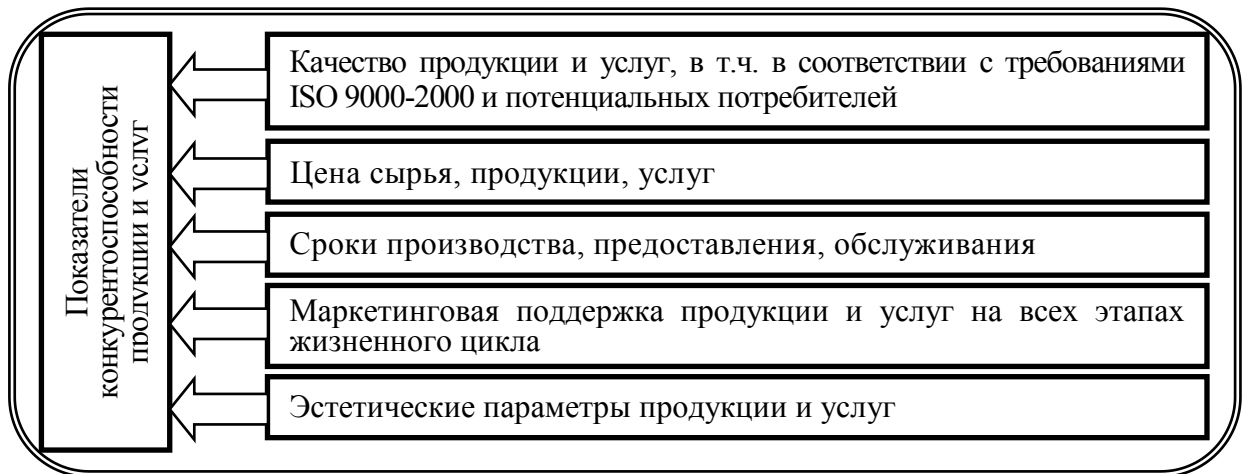 Показатели
конкурентоспособности
продукции и услуг
Качество продукции и услуг, в т.ч. в соответствии с требованиями
ISO 9000-2000 и потенциальных потребителей
Цена сырья, продукции, услуг
Сроки производства, предоставления, обслуживания
Маркетинговая поддержка продукции и услуг на всех этапах
жизненного цикла
Эстетические параметры продукции и услуг